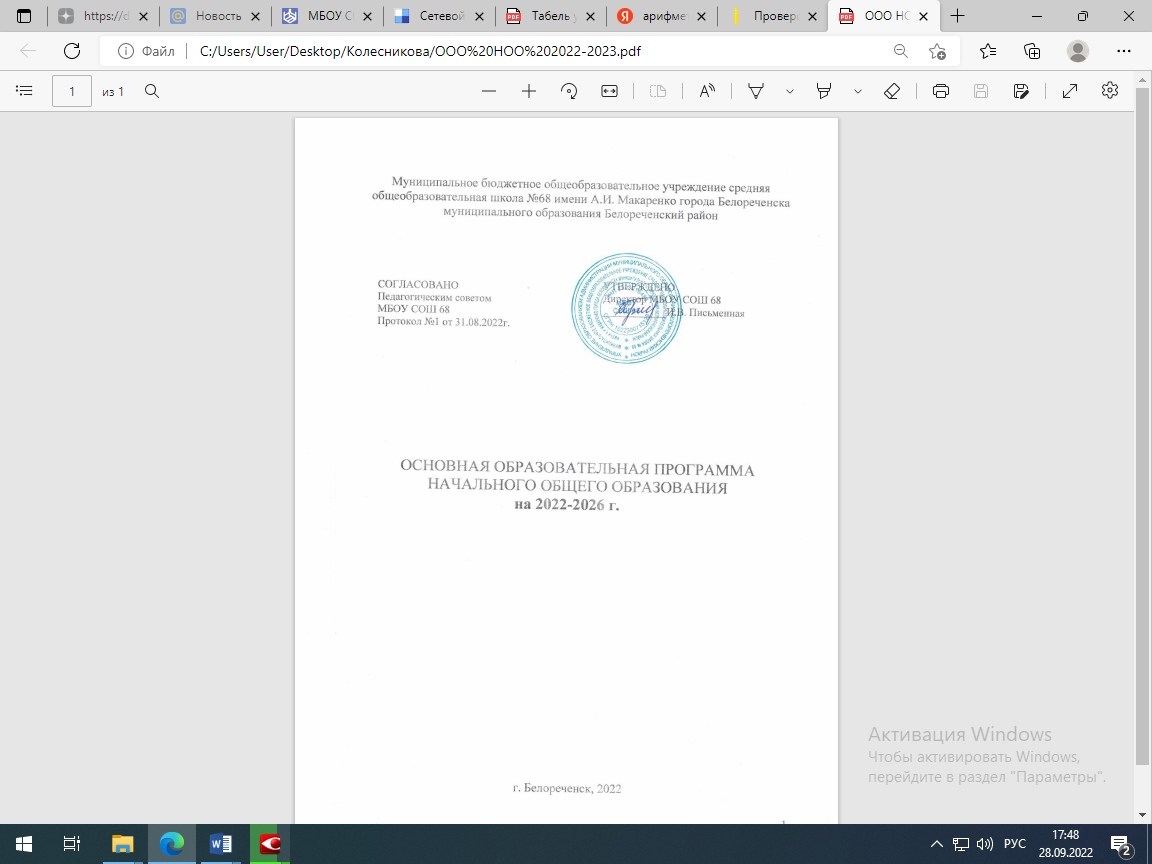 https://d
Новость
МБОУ С
Сетевой
Табель у
арифме
Провер
ООО НО
Файл
C:/Users/User/Desktop/Колесникова/ООО%20НОО%202022-2023.pdf
1 из 1
Муниципальное бюджетное общеобразовательное учреждение средняя
общеобразовательная школа №68 имени А.И. Макаренко города Белореченска
муниципального образования Белореченский район
СОГЛАСОВАНО
Педагогическим советом
МБОУ СОШ 68
Протокол №1 от 31.08.2022г.
УТВЕРЖДЕНО
Директор МБОУ СОШ 68
И.В. Письменная
ОСНОВНАЯ ОБРАЗОВАТЕЛЬНАЯ ПРОГРАММА
НАЧАЛЬНОГО ОБЩЕГО ОБРАЗОВАНИЯ
на 2022-2026 г.
г. Белореченск, 2022
Активация Windows
Чтобы активировать Windows,
перейдите в раздел "Параметры".
РУС
17:48
28.09.2022
2